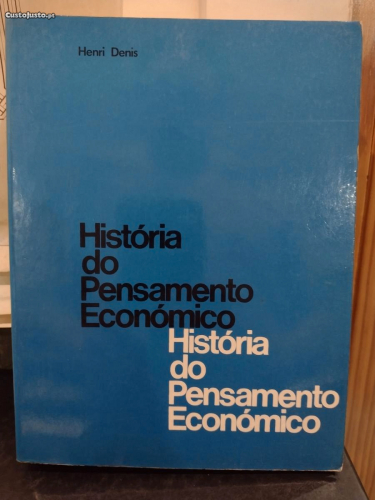 CustoJusto.pt
Henri Denis
História
do
Pensamento
Económico
História
do
Pensamento
Económico